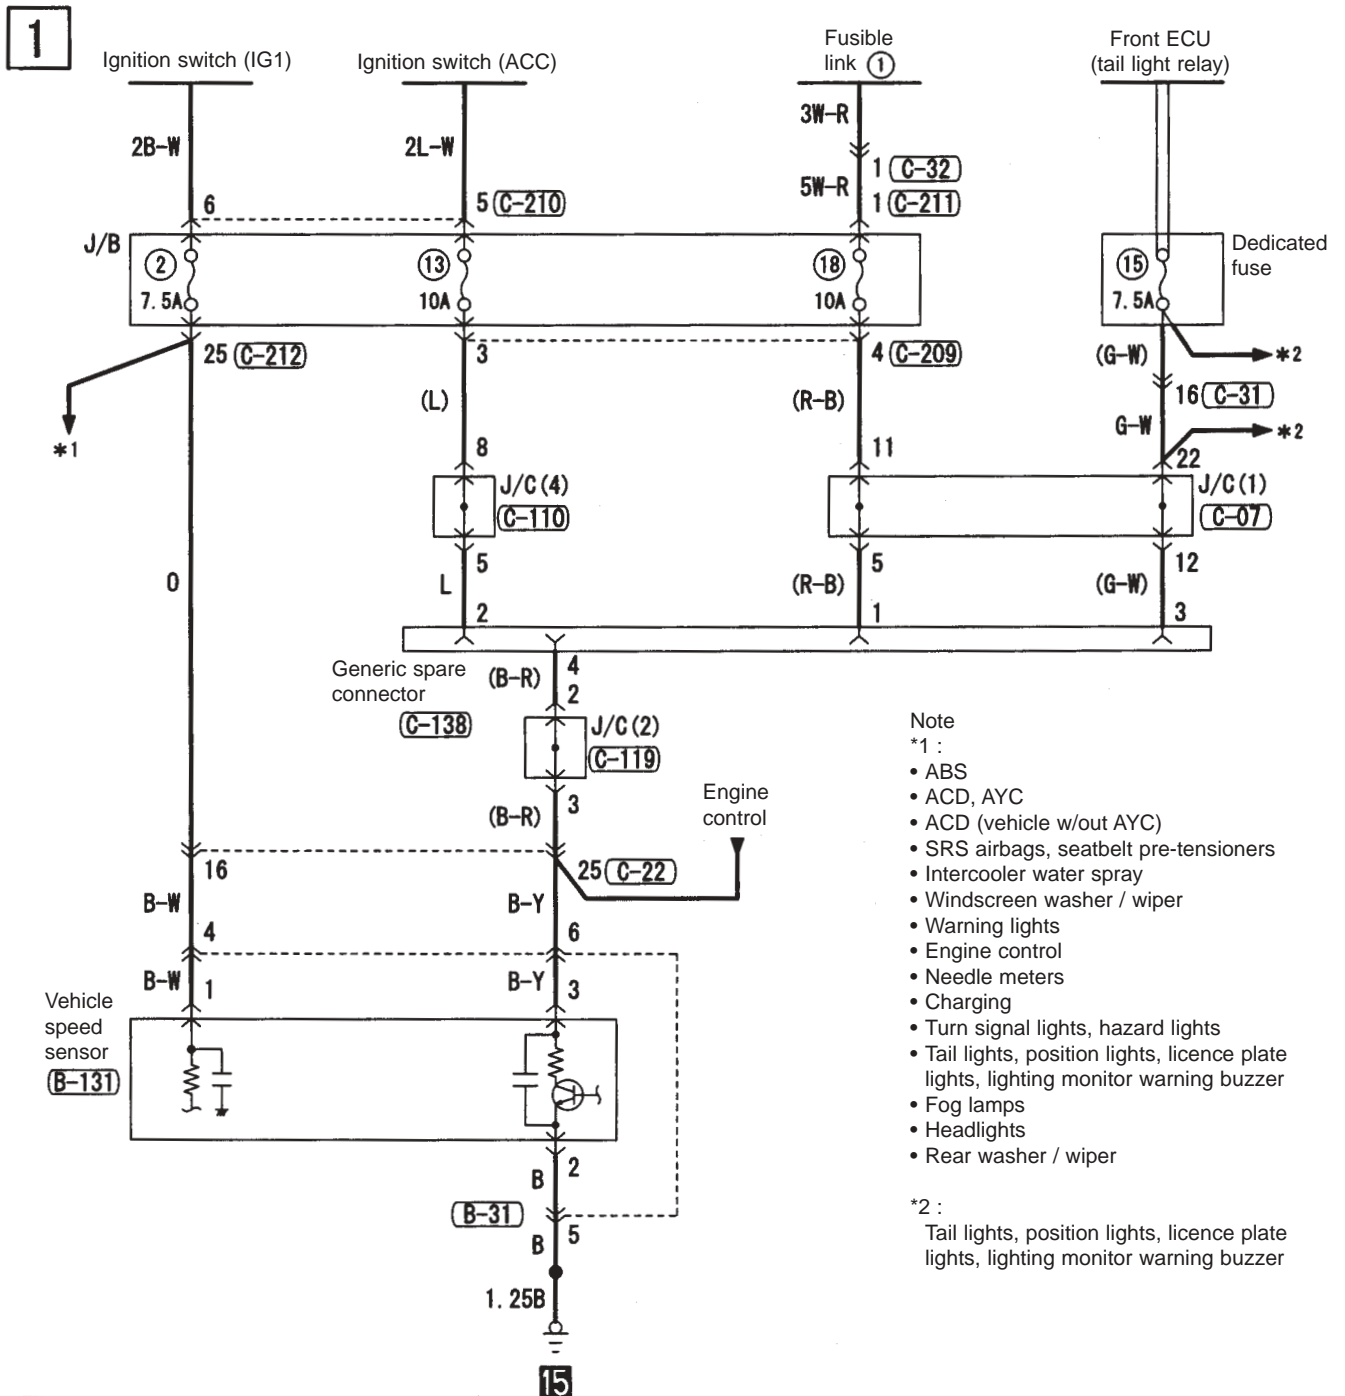 1
Ignition switch (IG1)
Ignition switch (ACC)
Fusible
link ①
Front ECU
(tail light relay)
2B-W
2L-W
3W-R
1 C-32
5W-R
1 C-211
6
5 C-210
J/B
② 
7.5A
⑬
10A
⑱
10A
⑮
7.5A
Dedicated
fuse
25 C-212
3
4 C-209
(G-W)
*2
*1
(L)
(R-B)
16 C-31
G-W
*2
8
11
22
J/C(4)
C-110
J/C(1)
C-07
O
5
L
2
5
(R-B)
1
12
(G-W)
3
Generic spare
connector
C-138
4
(B-R)
2
J/C(2)
C-119
3
(B-R)
Engine
control
16
25 C-22
B-W
B-Y
4
6
B-W
B-Y
1
3
Vehicle
speed
sensor
B-131
2
B
B-31
5
B
1.25B
15
Note
*1 :
• ABS
• ACD, AYC
• ACD (vehicle w/out AYC)
• SRS airbags, seatbelt pre-tensioners
• Intercooler water spray
• Windscreen washer / wiper
• Warning lights
• Engine control
• Needle meters
• Charging
• Turn signal lights, hazard lights
• Tail lights, position lights, licence plate
lights, lighting monitor warning buzzer
• Fog lamps
• Headlights
• Rear washer / wiper
*2 :
Tail lights, position lights, licence plate
lights, lighting monitor warning buzzer